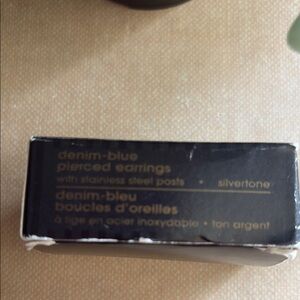 denim-blue
pierced earrings
with stainless steel posts • silvertone
denim-bleu
boucles d'oreilles
à tige en acier inoxydable • ton argent